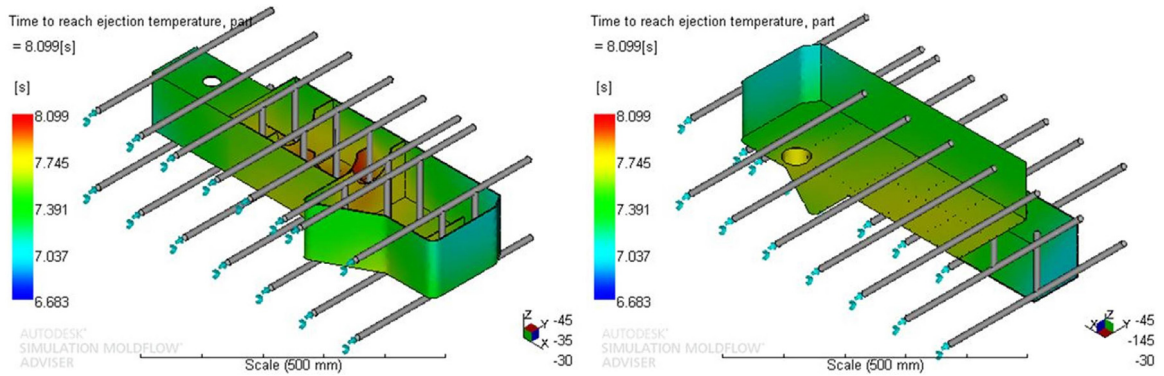 Time to reach ejection temperature, part
= 8.099[s]
[s]
8.099
7.745
7.391
7.037
6.683
AUTODESK®
SIMULATION MOLDFLOW®
ADVISER
Scale (500 mm)
Z
Y
X
-45
-35
-30
Time to reach ejection temperature, part
= 8.099[s]
[s]
8.099
7.745
7.391
7.037
6.683
AUTODESK®
SIMULATION MOLDFLOW®
ADVISER
Scale (500 mm)
Z
X
Y
-45
-145
-30